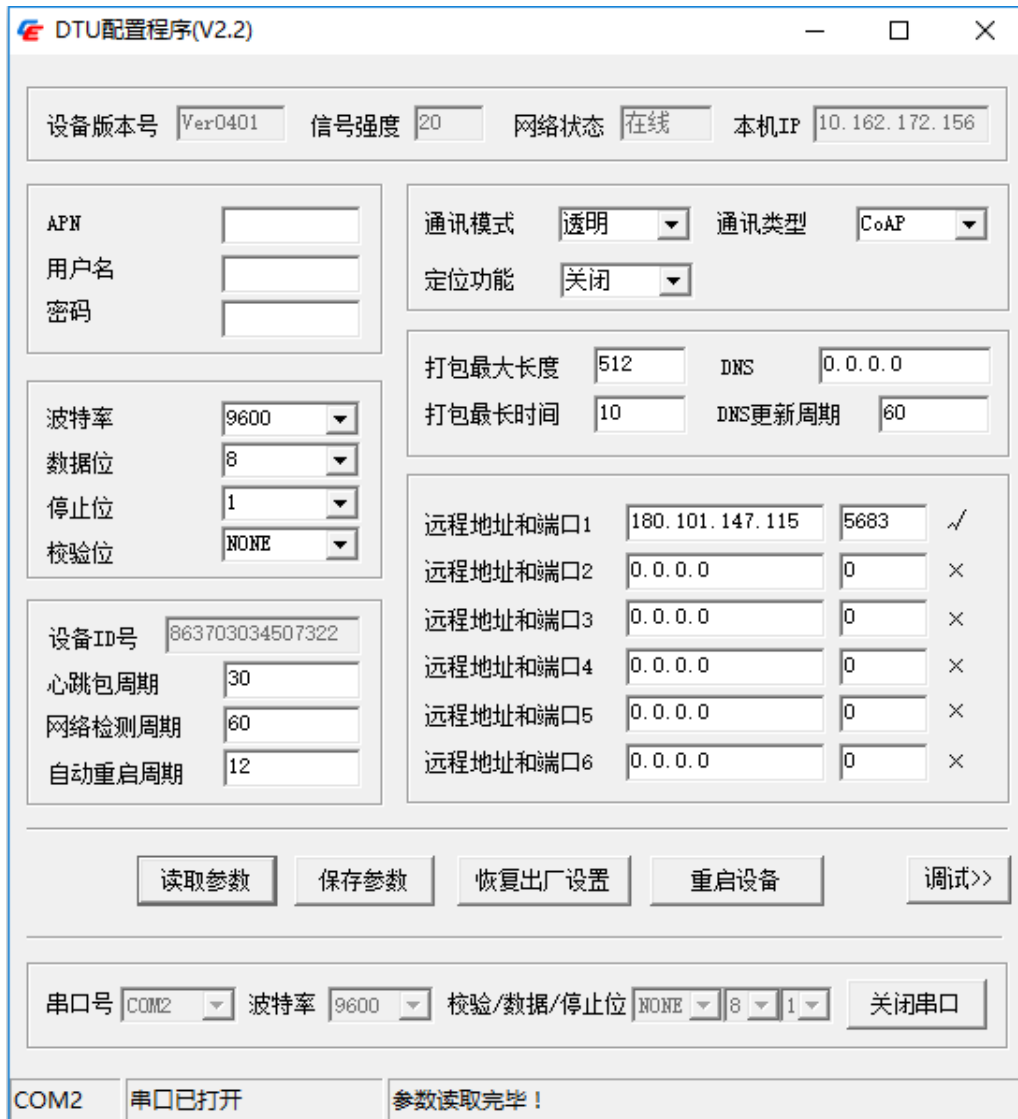 DTU配置程序(V2.2)
设备版本号 Ver0401 信号强度 20 网络状态 在线 本机IP 10.162.172.156
APN
用户名
密码
通讯模式 透明 通讯类型 CoAP
定位功能 关闭
打包最大长度 512 DNS 0.0.0.0
打包最长时间 10 DNS更新周期 60
波特率 9600
数据位 8
停止位 1
校验位 NONE
远程地址和端口1 180.101.147.115 5683 √
远程地址和端口2 0.0.0.0 0 ×
远程地址和端口3 0.0.0.0 0 ×
远程地址和端口4 0.0.0.0 0 ×
远程地址和端口5 0.0.0.0 0 ×
远程地址和端口6 0.0.0.0 0 ×
设备ID号 863703034507322
心跳包周期 30
网络检测周期 60
自动重启周期 12
读取参数 保存参数 恢复出厂设置 重启设备 调试>>
串口号 COM2 波特率 9600 校验/数据/停止位 NONE 8 1 关闭串口
COM2 串口已打开 参数读取完毕！